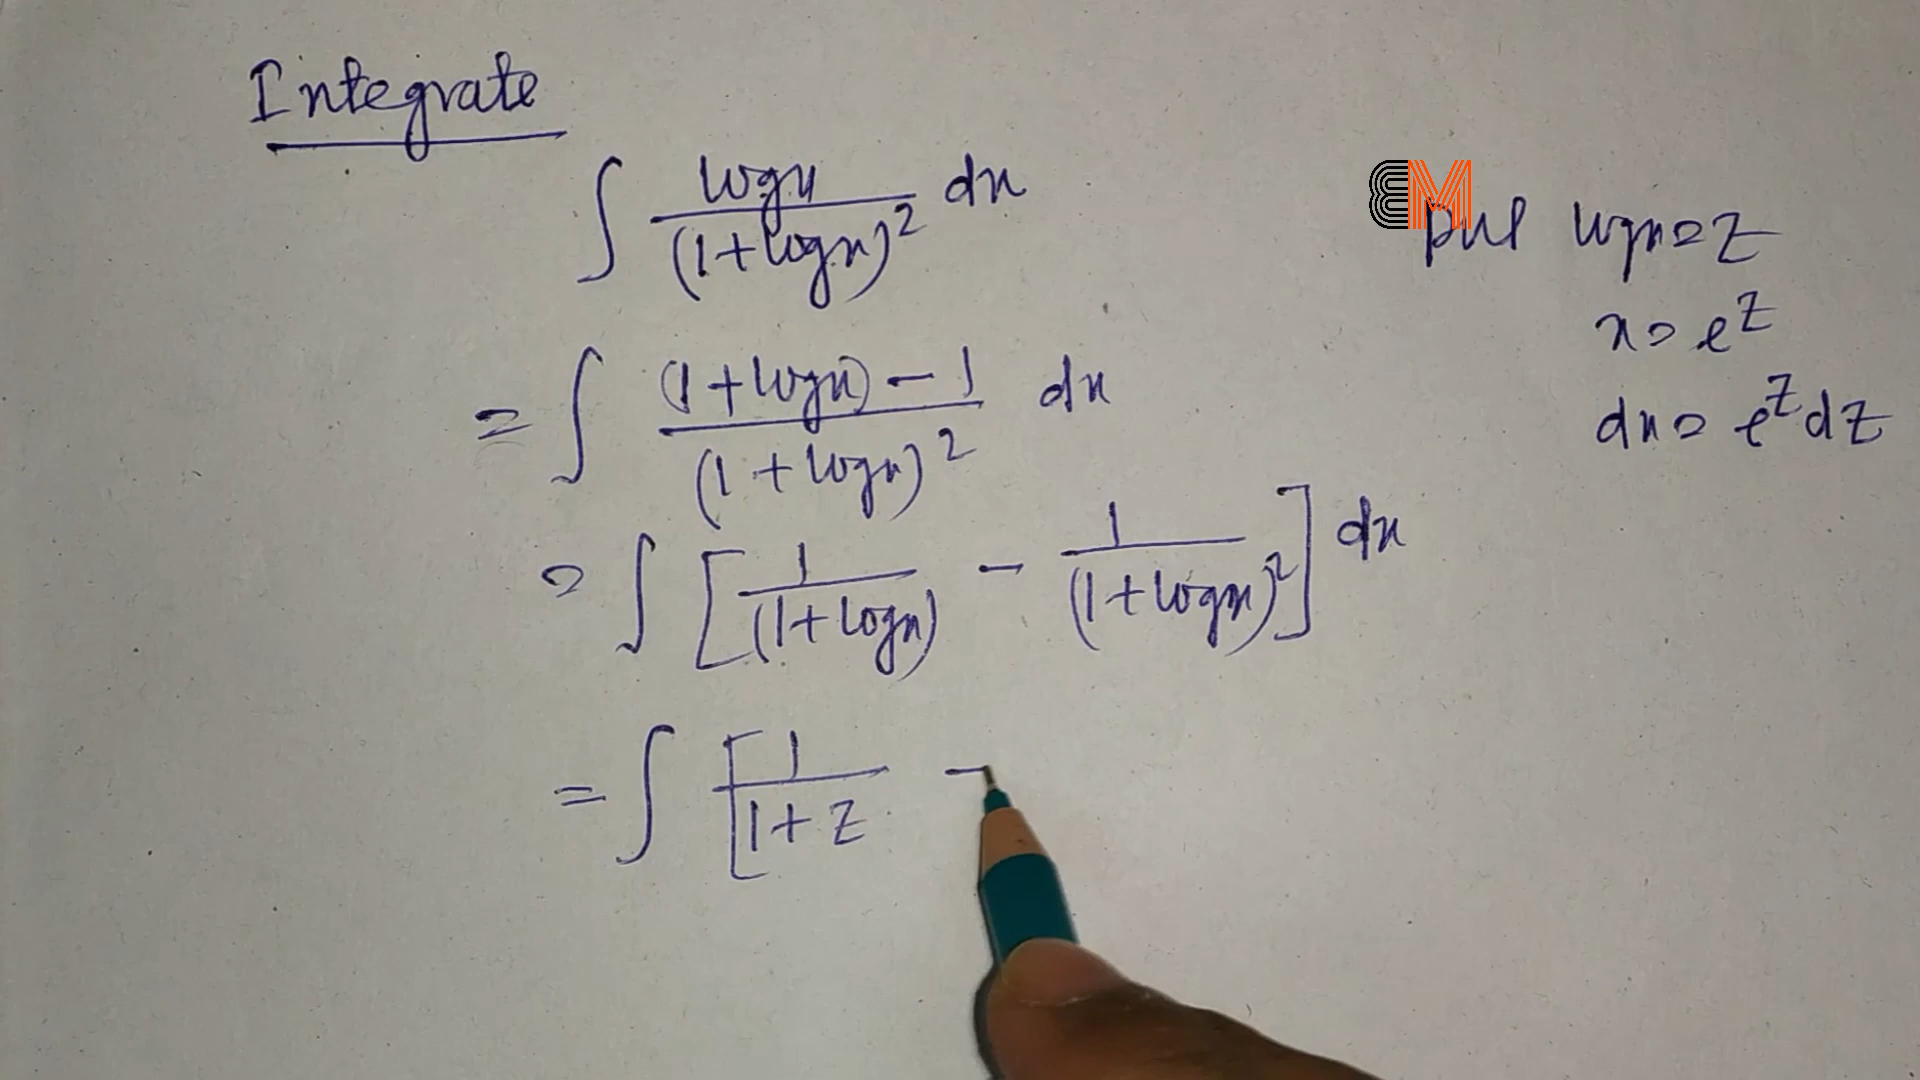 Integrate
∫ logx / (1+logx)² dx
EM
put logx = z
x = e^z
dx = e^z dz
= ∫ (1+logx) - 1 / (1+logx)² dx
= ∫ [ 1 / (1+logx) - 1 / (1+logx)² ] dx
= ∫ [ 1 / 1+z -